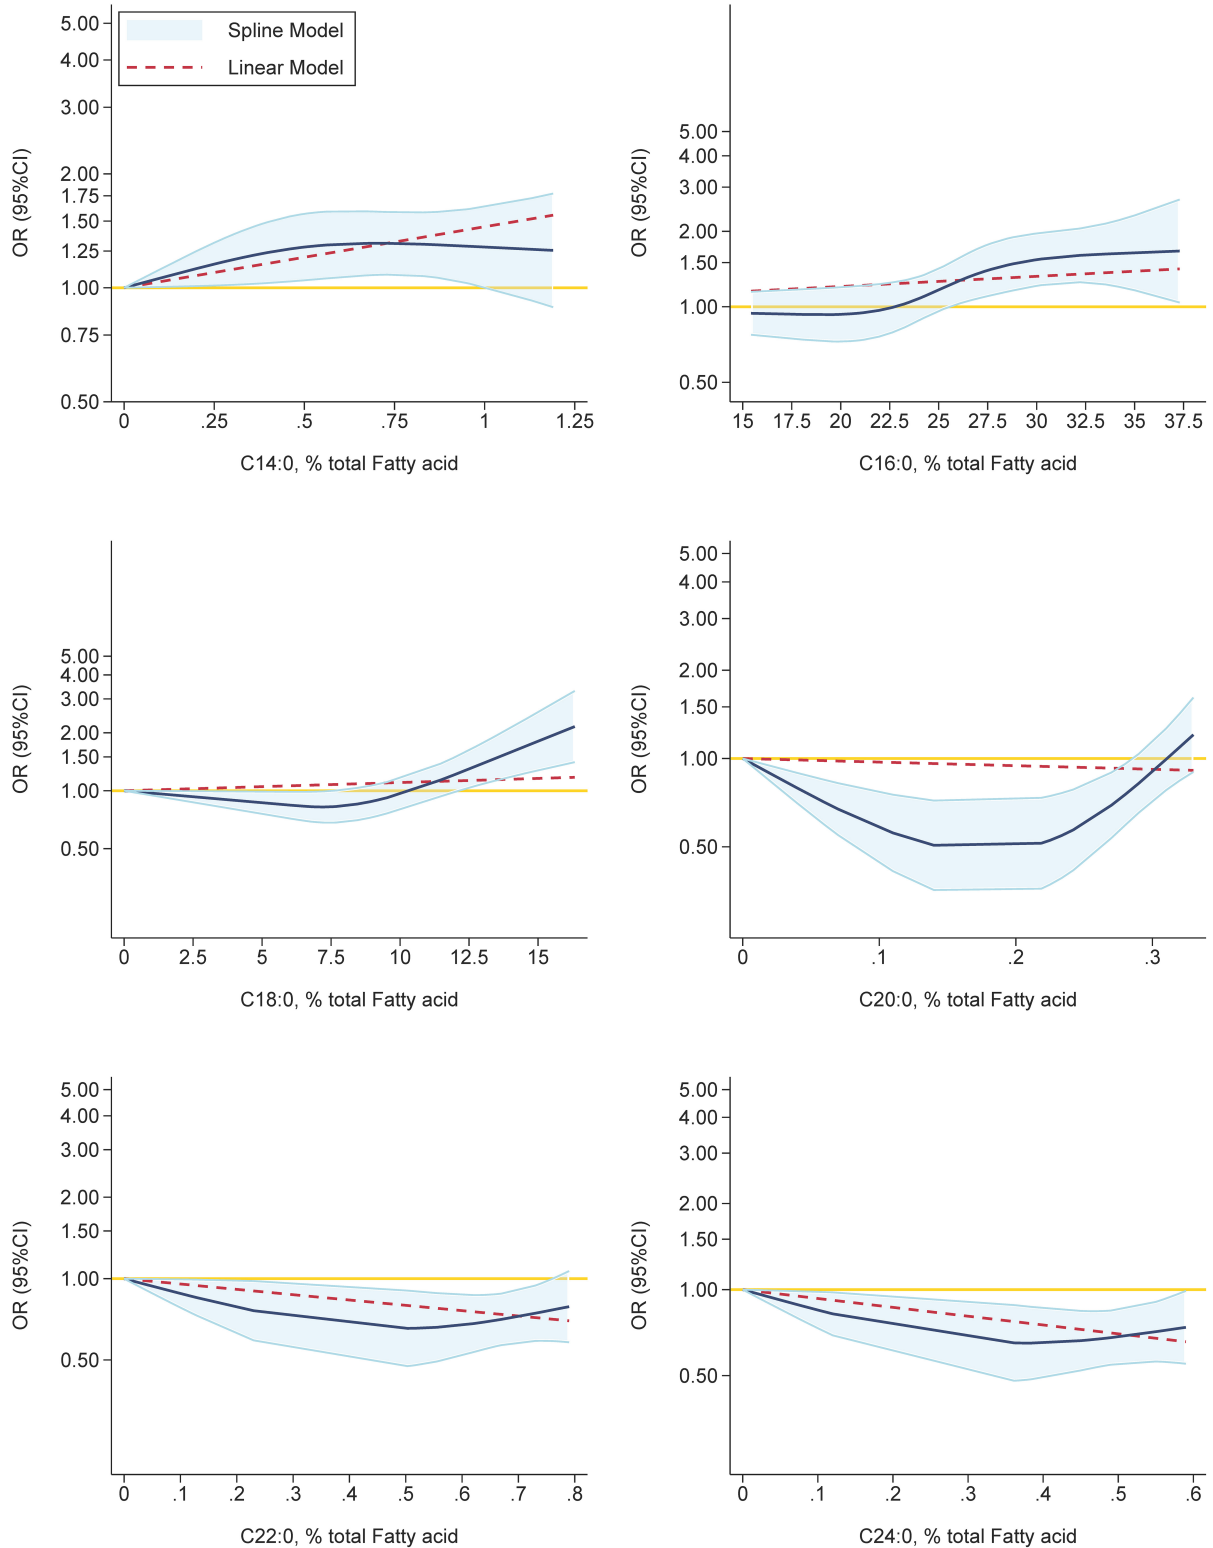 5.00
4.00
3.00
2.00
1.75
1.50
1.25
1.00
0.75
0.50
OR (95%CI)
Spline Model
Linear Model
0 .25 .5 .75 1 1.25
C14:0, % total Fatty acid
5.00
4.00
3.00
2.00
1.50
1.00
0.50
OR (95%CI)
15 17.5 20 22.5 25 27.5 30 32.5 35 37.5
C16:0, % total Fatty acid
5.00
4.00
3.00
2.00
1.50
1.00
0.50
OR (95%CI)
0 2.5 5 7.5 10 12.5 15
C18:0, % total Fatty acid
5.00
4.00
3.00
2.00
1.50
1.00
0.50
OR (95%CI)
0 .1 .2 .3
C20:0, % total Fatty acid
5.00
4.00
3.00
2.00
1.50
1.00
0.50
OR (95%CI)
0 .1 .2 .3 .4 .5 .6 .7 .8
C22:0, % total Fatty acid
5.00
4.00
3.00
2.00
1.50
1.00
0.50
OR (95%CI)
0 .1 .2 .3 .4 .5 .6
C24:0, % total Fatty acid